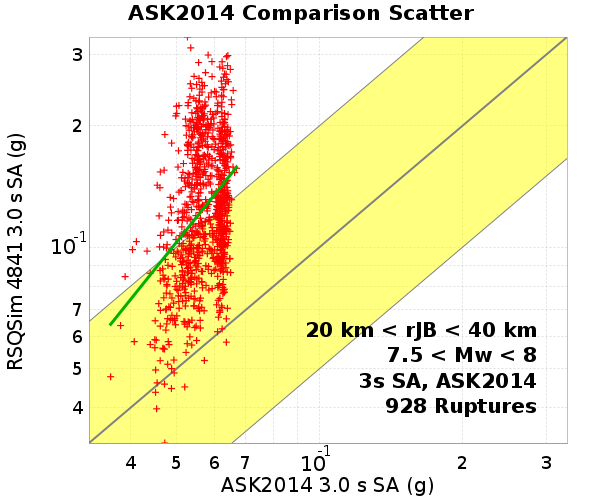 ASK2014 Comparison Scatter
RSQSim 4841 3.0 s SA (g)
3
2
10-1
7
6
5
4
20 km < rJB < 40 km
7.5 < Mw < 8
3s SA, ASK2014
928 Ruptures
4 5 6 7 10-1 2 3
ASK2014 3.0 s SA (g)